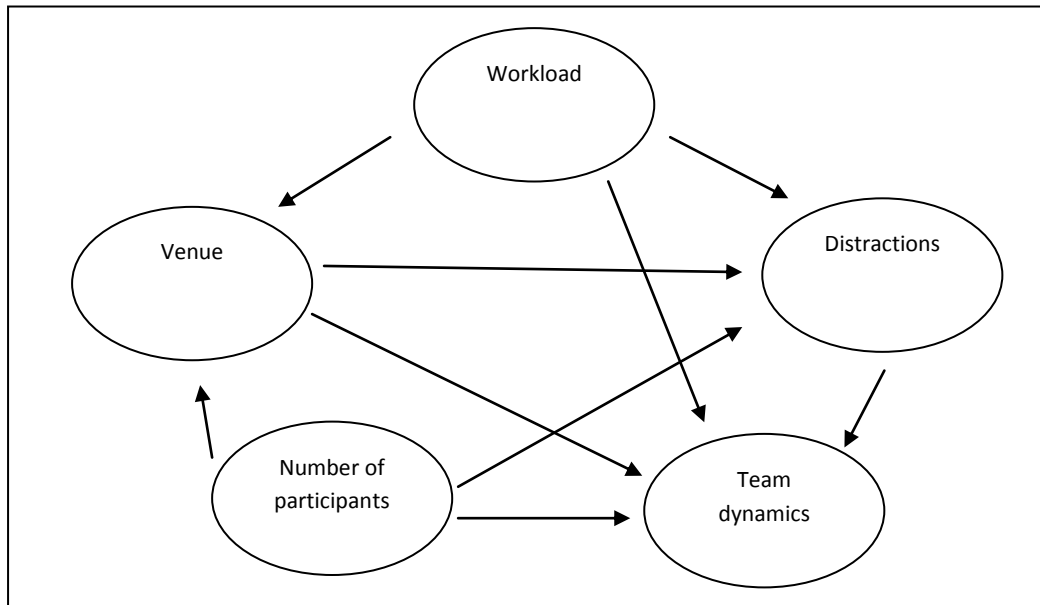 Workload
Venue
Distractions
Number of
participants
Team
dynamics